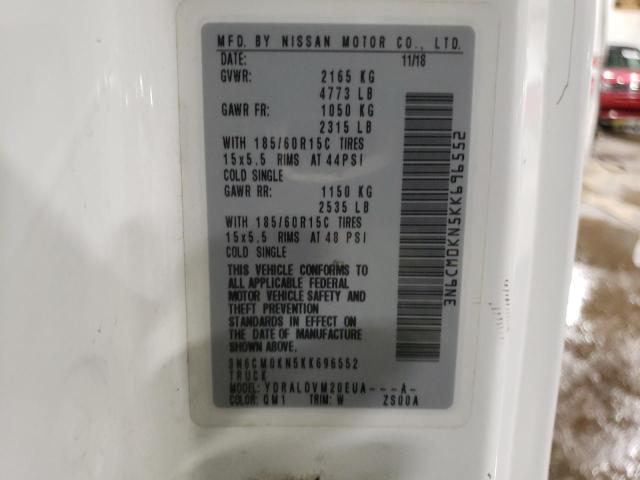 MFD. BY NISSAN MOTOR CO., LTD.
DATE: 11/18
GVWR: 2165 KG
4773 LB
GAWR FR: 1050 KG
2315 LB
WITH 185/60R15C TIRES
15x5.5 RIMS AT 44PSI
COLD SINGLE
GAWR RR: 1150 KG
2535 LB
WITH 185/60R15C TIRES
15x5.5 RIMS AT 48 PSI
COLD SINGLE
THIS VEHICLE CONFORMS TO
ALL APPLICABLE FEDERAL
MOTOR VEHICLE SAFETY AND
THEFT PREVENTION
STANDARDS IN EFFECT ON
THE DATE OF MANUFACTURE
SHOWN ABOVE.
3N6CM0KN5KK696552
TRUCK
MODEL: YDRALDVM20EUA---A-
COLOR: QM1 TRIM: W ZS00A
3N6CM0KN5KK696552